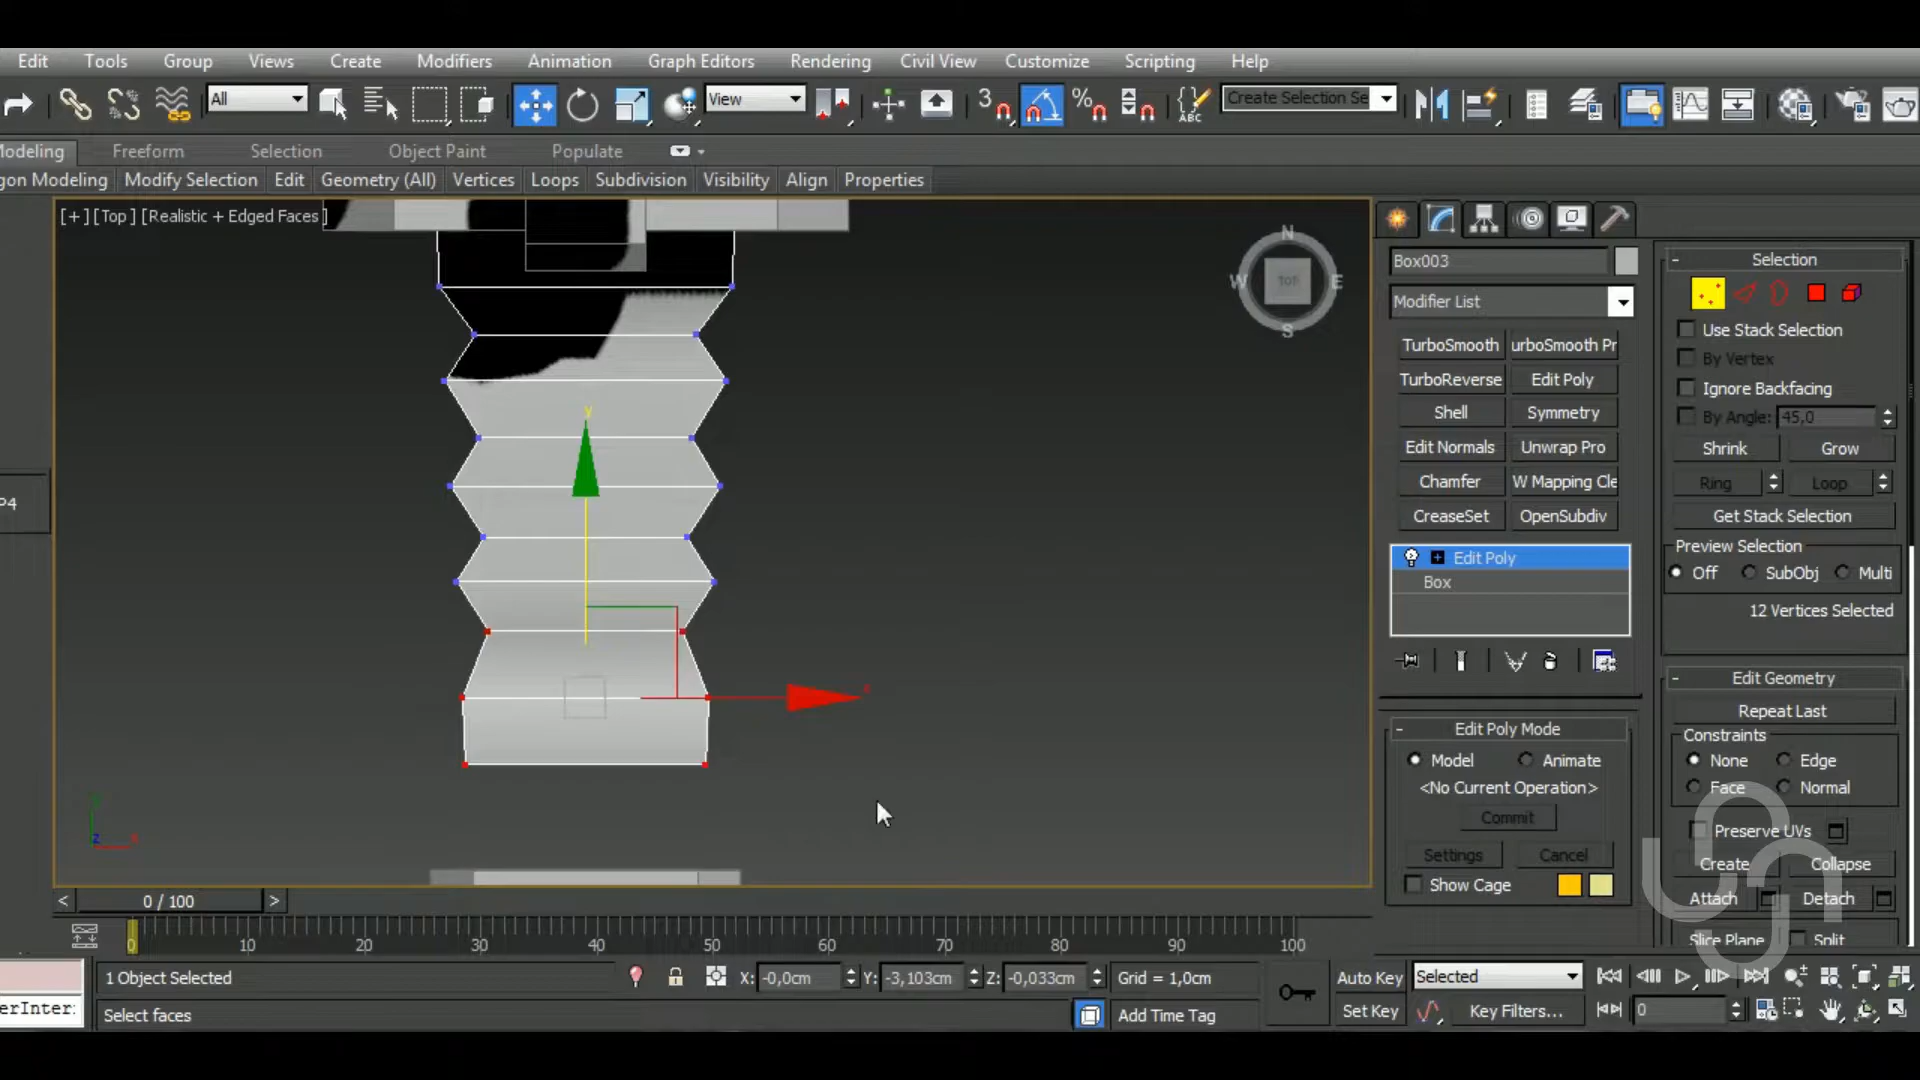 Edit Tools Group Views Create Modifiers Animation Graph Editors Rendering Civil View Customize Scripting Help
All View 3 % ABC Create Selection Se
Modeling Freeform Selection Object Paint Populate
gon Modeling Modify Selection Edit Geometry (All) Vertices Loops Subdivision Visibility Align Properties
[+] [Top] [Realistic + Edged Faces]
N
W TOP E
S
y
x
P4
Box003
Modifier List
TurboSmooth urboSmooth Pr
TurboReverse Edit Poly
Shell Symmetry
Edit Normals Unwrap Pro
Chamfer W Mapping Cle
CreaseSet OpenSubdiv
Edit Poly
Box
Edit Poly Mode
Model Animate
<No Current Operation>
Commit
Settings Cancel
Show Cage
Selection
Use Stack Selection
By Vertex
Ignore Backfacing
By Angle: 45,0
Shrink Grow
Ring Loop
Get Stack Selection
Preview Selection
Off SubObj Multi
12 Vertices Selected
Edit Geometry
Repeat Last
Constraints
None Edge
Face Normal
Preserve UVs
Create Collapse
Attach Detach
Slice Plane Split
< 0 / 100 >
0 10 20 30 40 50 60 70 80 90 100
1 Object Selected X: -0,0cm Y: -3,103cm Z: -0,033cm Grid = 1,0cm Auto Key Selected
erInter: Select faces Add Time Tag Set Key Key Filters... 0